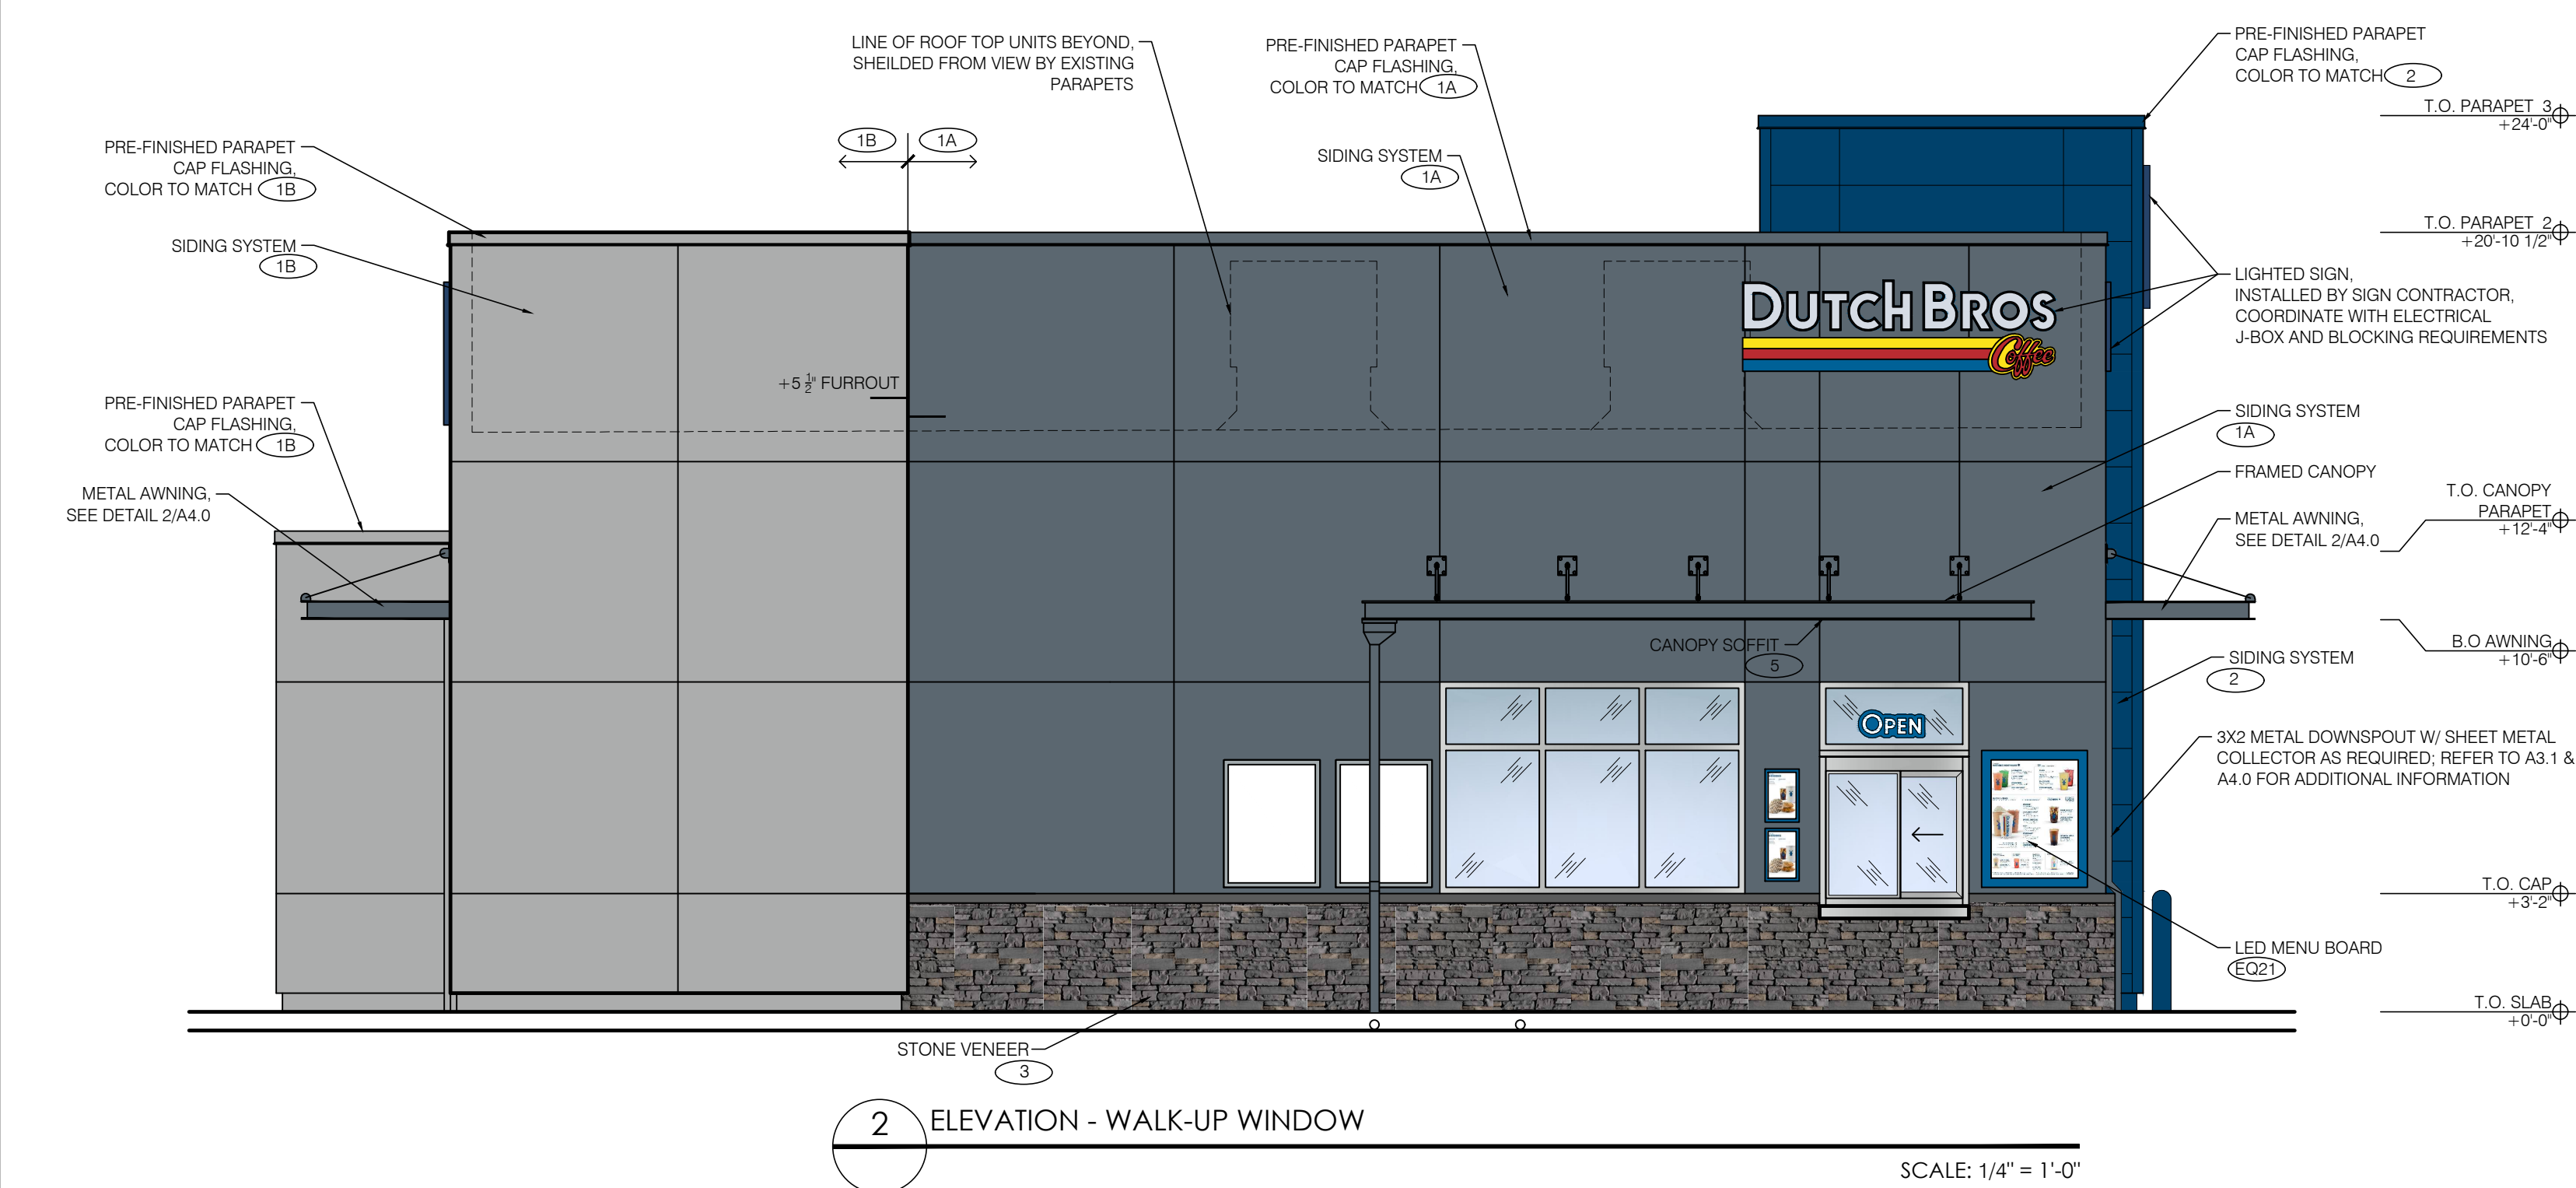 LINE OF ROOF TOP UNITS BEYOND,
SHEILDED FROM VIEW BY EXISTING
PARAPETS
PRE-FINISHED PARAPET
CAP FLASHING,
COLOR TO MATCH 1A
PRE-FINISHED PARAPET
CAP FLASHING,
COLOR TO MATCH 2
T.O. PARAPET 3
+24'-0"
1B
1A
PRE-FINISHED PARAPET
CAP FLASHING,
COLOR TO MATCH 1B
SIDING SYSTEM
1A
SIDING SYSTEM
1B
T.O. PARAPET 2
+20'-10 1/2"
LIGHTED SIGN,
INSTALLED BY SIGN CONTRACTOR,
COORDINATE WITH ELECTRICAL
J-BOX AND BLOCKING REQUIREMENTS
DUTCH BROS
Coffee
+5 1/2" FURROUT
PRE-FINISHED PARAPET
CAP FLASHING,
COLOR TO MATCH 1B
SIDING SYSTEM
1A
FRAMED CANOPY
METAL AWNING,
SEE DETAIL 2/A4.0
T.O. CANOPY
PARAPET
+12'-4"
METAL AWNING,
SEE DETAIL 2/A4.0
CANOPY SOFFIT
5
B.O AWNING
+10'-6"
SIDING SYSTEM
2
OPEN
3X2 METAL DOWNSPOUT W/ SHEET METAL
COLLECTOR AS REQUIRED; REFER TO A3.1 &
A4.0 FOR ADDITIONAL INFORMATION
T.O. CAP
+3'-2"
LED MENU BOARD
EQ21
T.O. SLAB
+0'-0"
STONE VENEER
3
2
ELEVATION - WALK-UP WINDOW
SCALE: 1/4" = 1'-0"